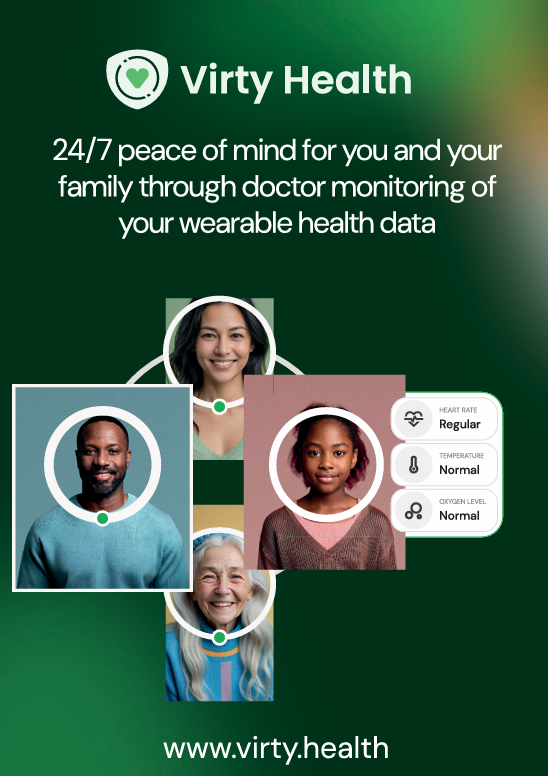 Virty Health
24/7 peace of mind for you and your
family through doctor monitoring of
your wearable health data
HEART RATE
Regular
TEMPERATURE
Normal
OXYGEN LEVEL
Normal
www.virty.health